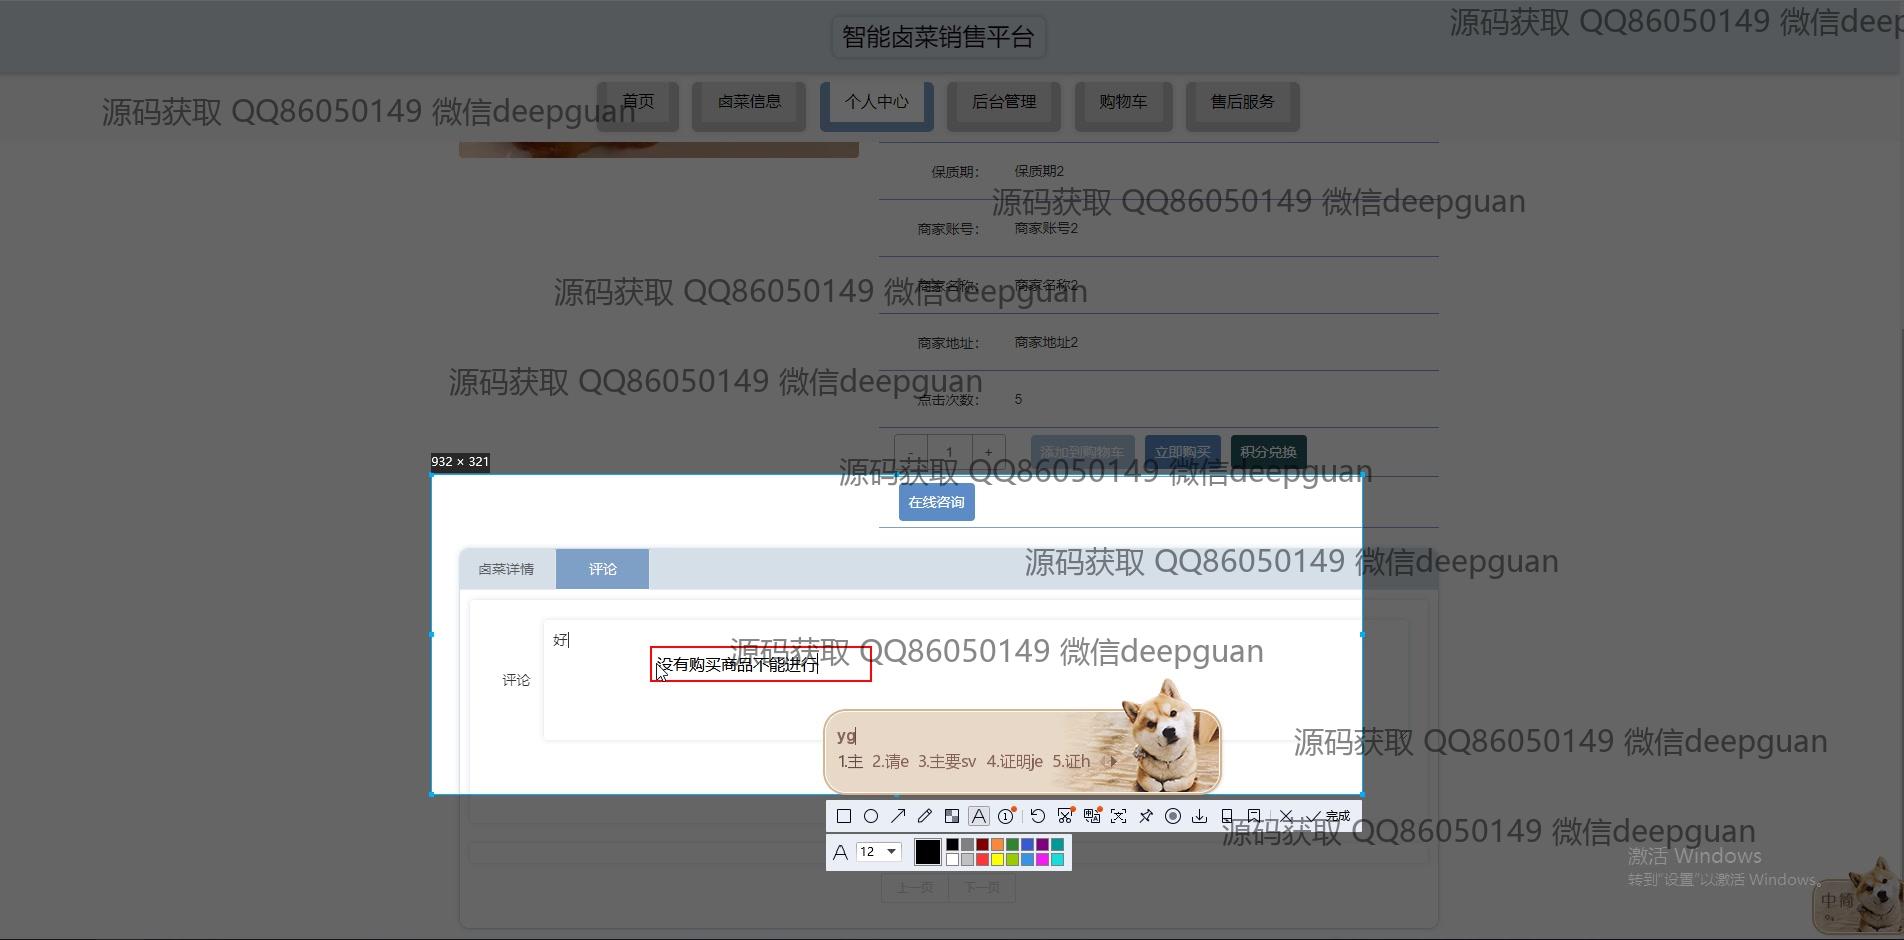 智能卤菜销售平台
源码获取 QQ86050149 微信deep
首页
卤菜信息
个人中心
后台管理
购物车
售后服务
源码获取 QQ86050149 微信deepguan
保质期：
保质期2
源码获取 QQ86050149 微信deepguan
商家账号：
商家账号2
商家名称：
商家名称2
源码获取 QQ86050149 微信deepguan
商家地址：
商家地址2
源码获取 QQ86050149 微信deepguan
点击次数：
5
- 1 +
添加到购物车
立即购买
积分兑换
932 × 321
源码获取 QQ86050149 微信deepguan
在线咨询
卤菜详情
评论
源码获取 QQ86050149 微信deepguan
好
源码获取 QQ86050149 微信deepguan
没有购买商品不能进行
评论
yg
1.主 2.请e 3.主要sv 4.证明je 5.证h
源码获取 QQ86050149 微信deepguan
完成
源码获取 QQ86050149 微信deepguan
A 12
激活 Windows
转到"设置"以激活 Windows。
上一页
下一页
中 简